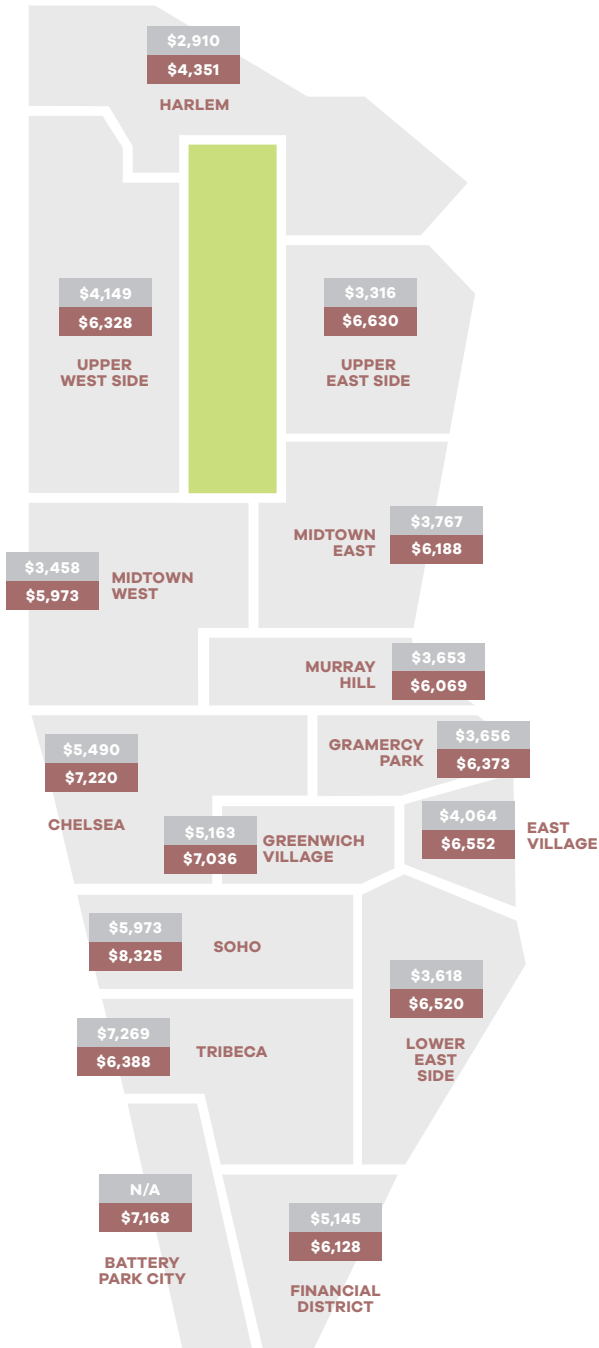 $2,910
$4,351
HARLEM
$4,149
$6,328
UPPER
WEST SIDE
$3,316
$6,630
UPPER
EAST SIDE
MIDTOWN
EAST
$3,767
$6,188
$3,458
$5,973
MIDTOWN
WEST
MURRAY
HILL
$3,653
$6,069
$5,490
$7,220
CHELSEA
GRAMERCY
PARK
$3,656
$6,373
$5,163
$7,036
GREENWICH
VILLAGE
$4,064
$6,552
EAST
VILLAGE
$5,973
$8,325
SOHO
$3,618
$6,520
LOWER
EAST
SIDE
$7,269
$6,388
TRIBECA
N/A
$7,168
BATTERY
PARK CITY
$5,145
$6,128
FINANCIAL
DISTRICT